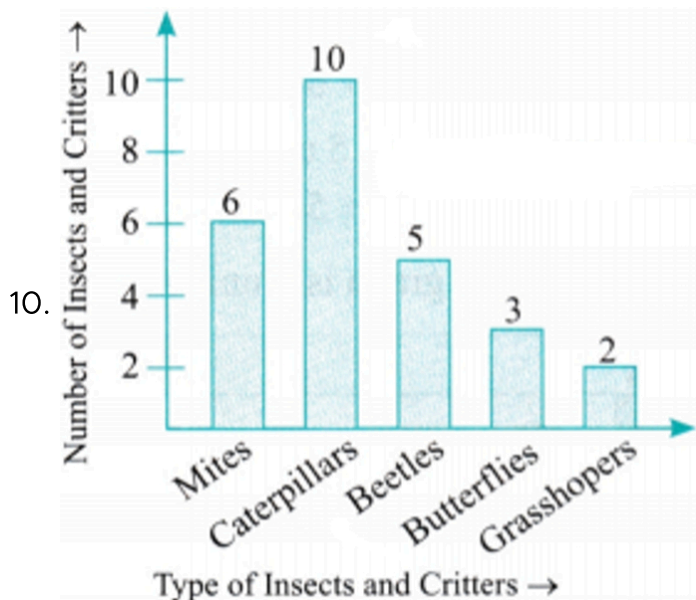 10.
Number of Insects and Critters →
10
8
6
4
2
6
10
5
3
2
Mites
Caterpillars
Beetles
Butterflies
Grasshopers
Type of Insects and Critters →